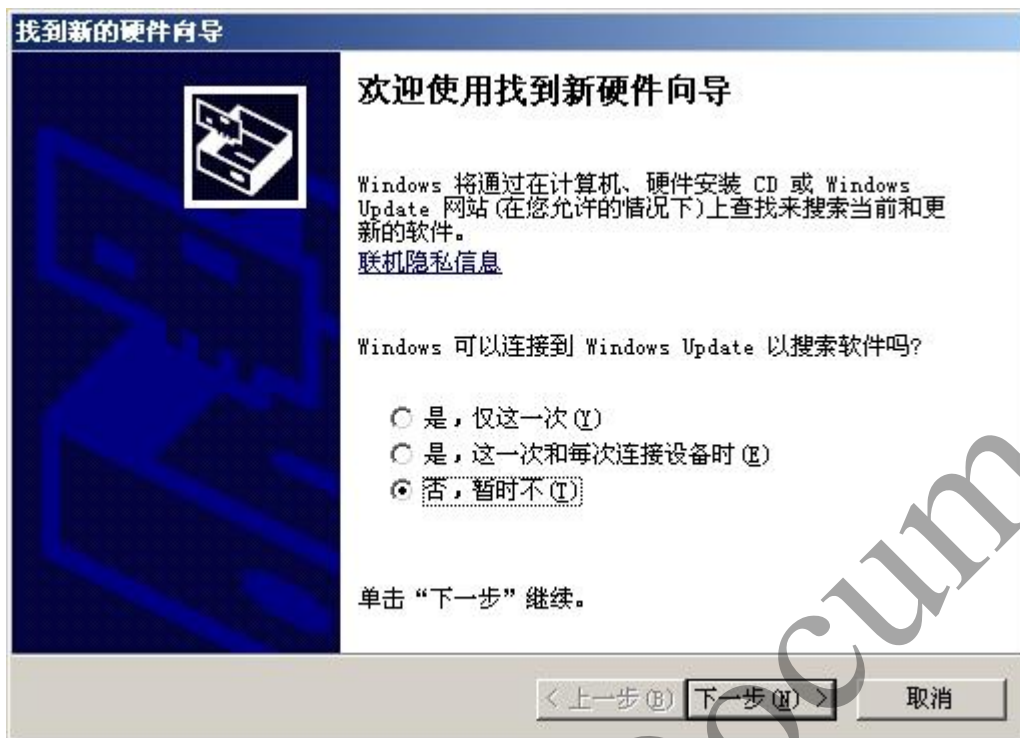 找到新的硬件向导
欢迎使用找到新硬件向导
Windows 将通过在计算机、硬件安装 CD 或 Windows
Update 网站(在您允许的情况下)上查找来搜索当前和更
新的软件。
联机隐私信息
Windows 可以连接到 Windows Update 以搜索软件吗?
是，仅这一次(Y)
是，这一次和每次连接设备时(E)
否，暂时不(T)
单击“下一步”继续。
< 上一步(B) 下一步(N) > 取消
ocum